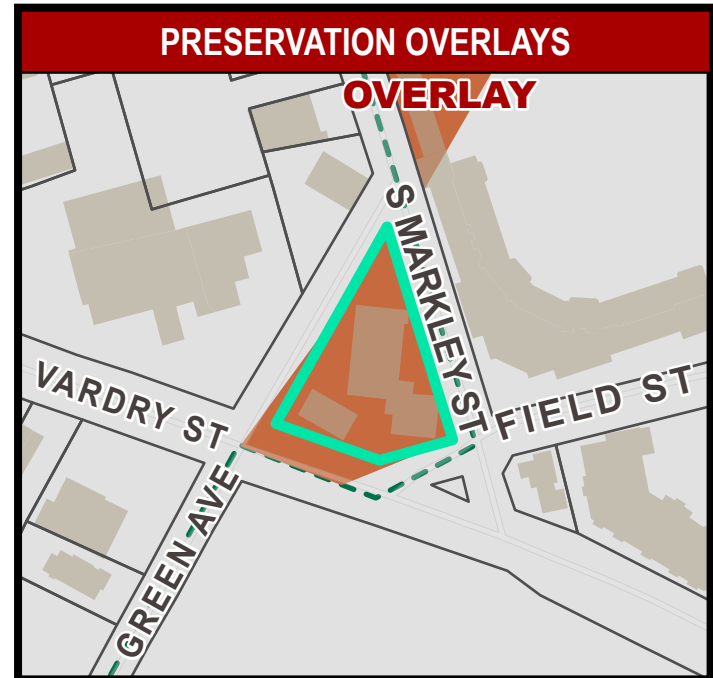 PRESERVATION OVERLAYS
OVERLAY
S MARKLEY ST
VARDRY ST
FIELD ST
GREEN AVE